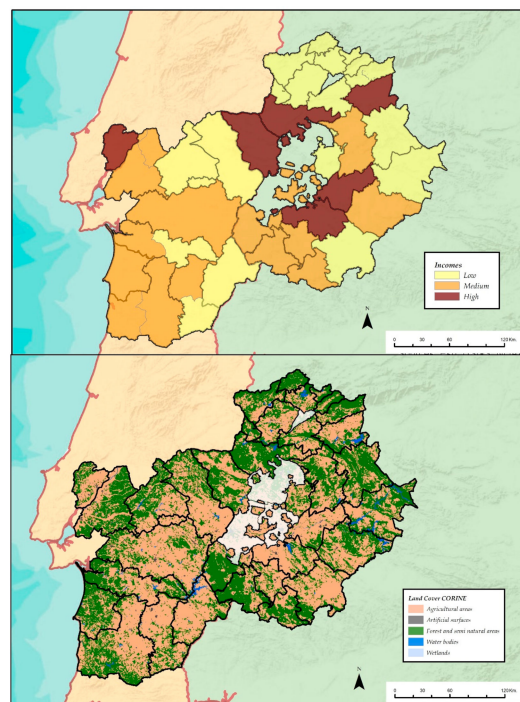 Incomes
Low
Medium
High
N
0 30 60 120 Km.
Land Cover CORINE
Agricultural areas
Artificial surfaces
Forest and semi natural areas
Water bodies
Wetlands
N
0 30 60 120 Km.